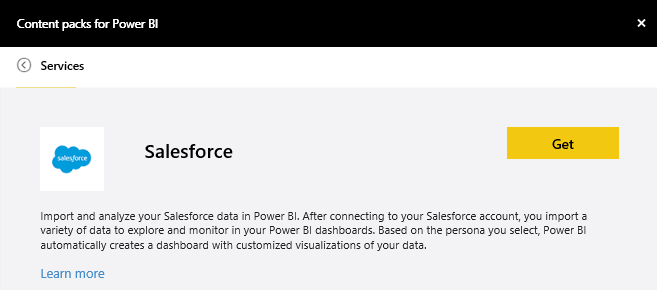 Content packs for Power BI
Services
salesforce
Salesforce
Get
Import and analyze your Salesforce data in Power BI. After connecting to your Salesforce account, you import a
variety of data to explore and monitor in your Power BI dashboards. Based on the persona you select, Power BI
automatically creates a dashboard with customized visualizations of your data.
Learn more